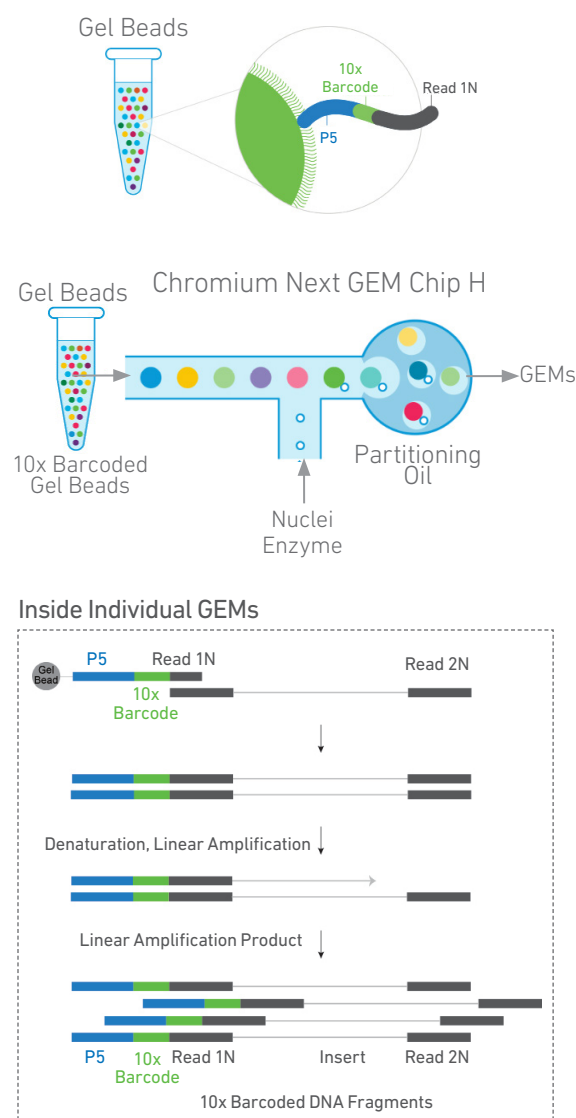 Gel Beads
10x
Barcode
Read 1N
P5
Chromium Next GEM Chip H
Gel Beads
GEMs
10x Barcoded
Gel Beads
Partitioning
Oil
Nuclei
Enzyme
Inside Individual GEMs
P5
Read 1N
Read 2N
Gel
Bead
10x
Barcode
Denaturation, Linear Amplification
Linear Amplification Product
P5
10x
Barcode
Read 1N
Insert
Read 2N
10x Barcoded DNA Fragments